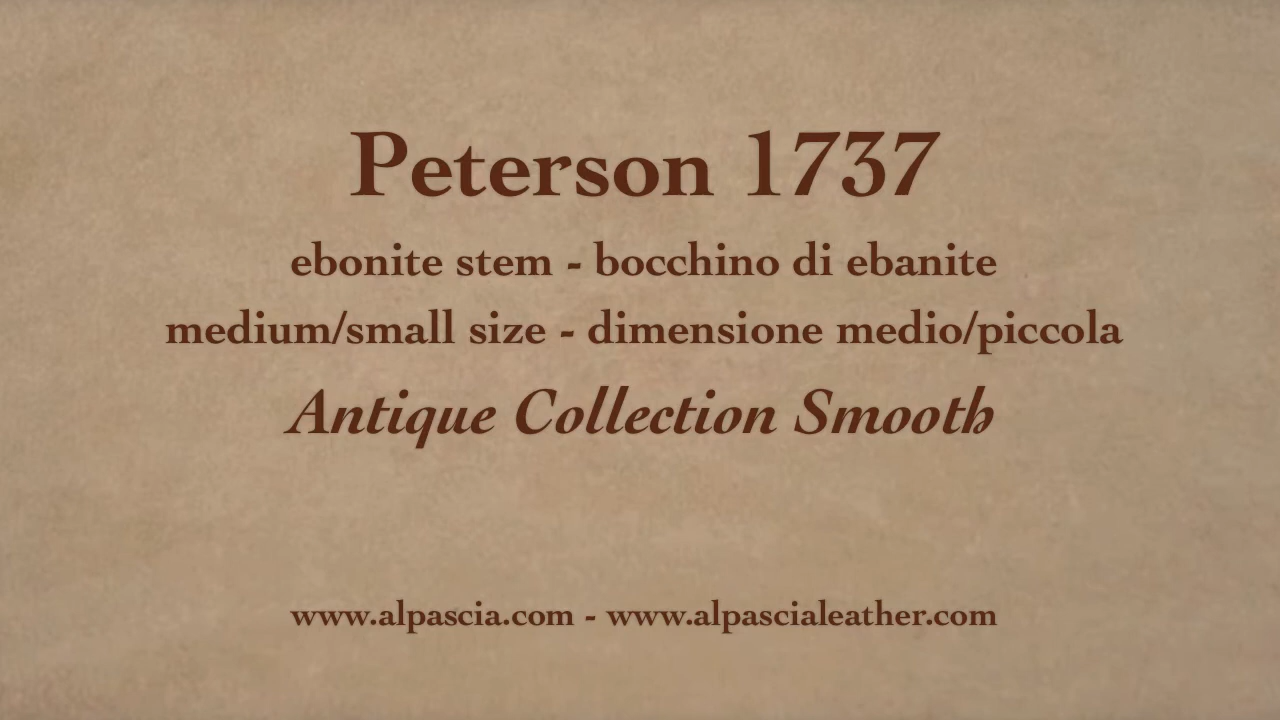 Peterson 1737
ebonite stem - bocchino di ebanite
medium/small size - dimensione medio/piccola
Antique Collection Smooth
www.alpascia.com - www.alpascialeather.com